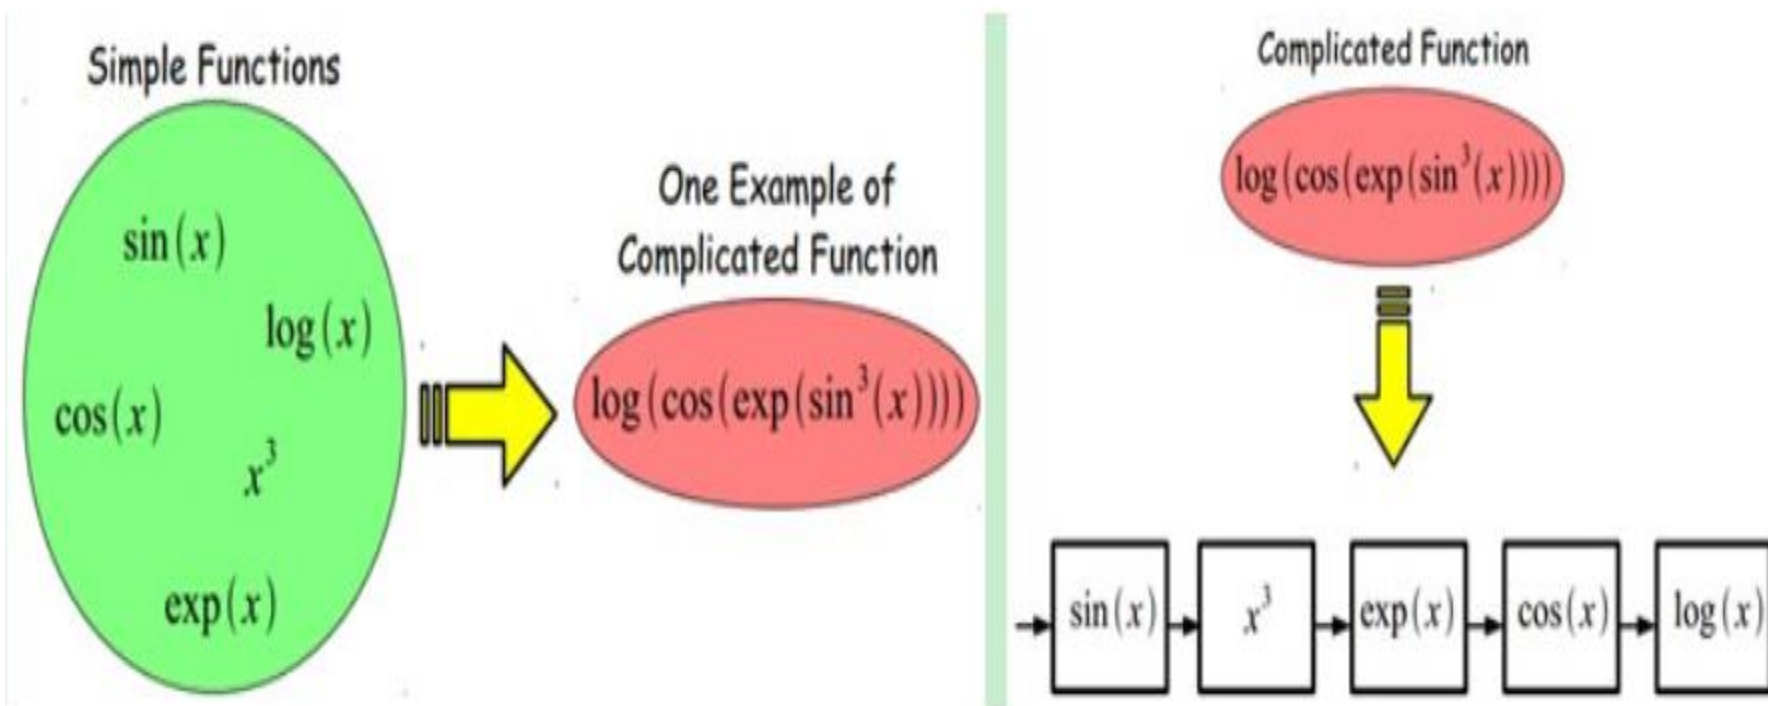 Simple Functions
sin(x)
log(x)
cos(x)
x³
exp(x)
One Example of
Complicated Function
log(cos(exp(sin³(x))))
Complicated Function
log(cos(exp(sin³(x))))
sin(x) x³ exp(x) cos(x) log(x)